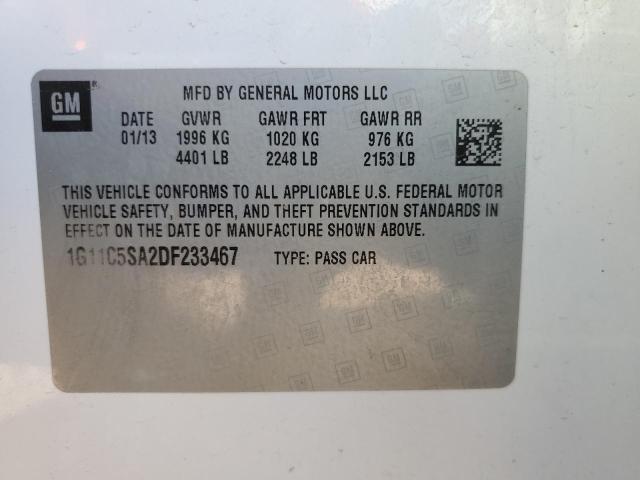 GM
MFD BY GENERAL MOTORS LLC
DATE GVWR GAWR FRT GAWR RR
01/13 1996 KG 1020 KG 976 KG
4401 LB 2248 LB 2153 LB
THIS VEHICLE CONFORMS TO ALL APPLICABLE U.S. FEDERAL MOTOR
VEHICLE SAFETY, BUMPER, AND THEFT PREVENTION STANDARDS IN
EFFECT ON THE DATE OF MANUFACTURE SHOWN ABOVE.
1G11C5SA2DF233467 TYPE: PASS CAR